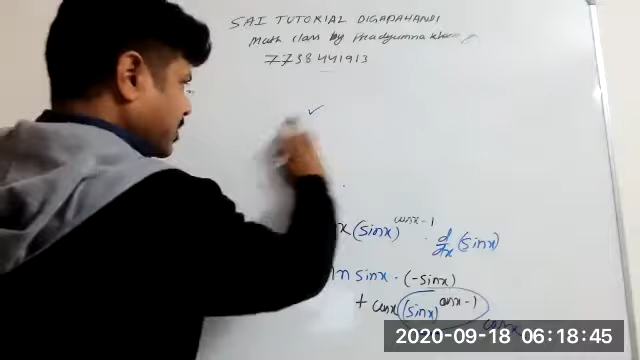 SAI TUTORIAL DIGAPAHANDI
Math class by Pradyumna
7738441913
x (sinx)^cosx-1 · d/dx (sinx)
ln sinx · (-sinx)
+ cosx (sinx)^cosx-1 cosx
2020-09-18 06:18:45